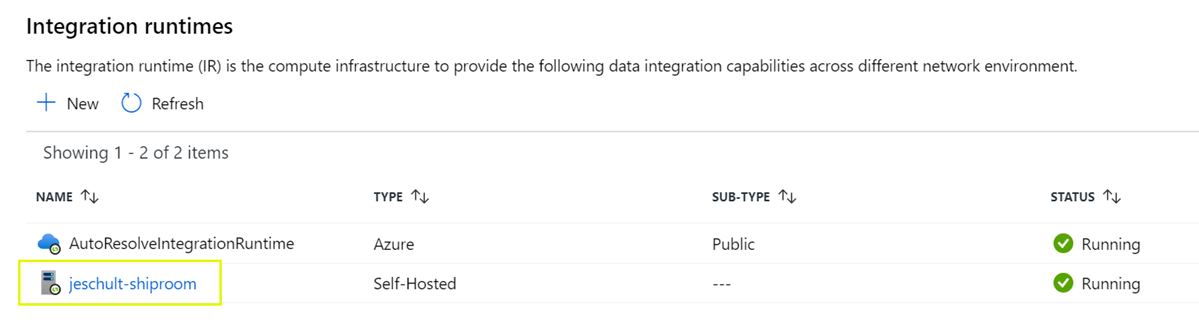 Integration runtimes
The integration runtime (IR) is the compute infrastructure to provide the following data integration capabilities across different network environment.
New Refresh
Showing 1 - 2 of 2 items
NAME TYPE SUB-TYPE STATUS
AutoResolveIntegrationRuntime Azure Public Running
jeschult-shiproom Self-Hosted --- Running